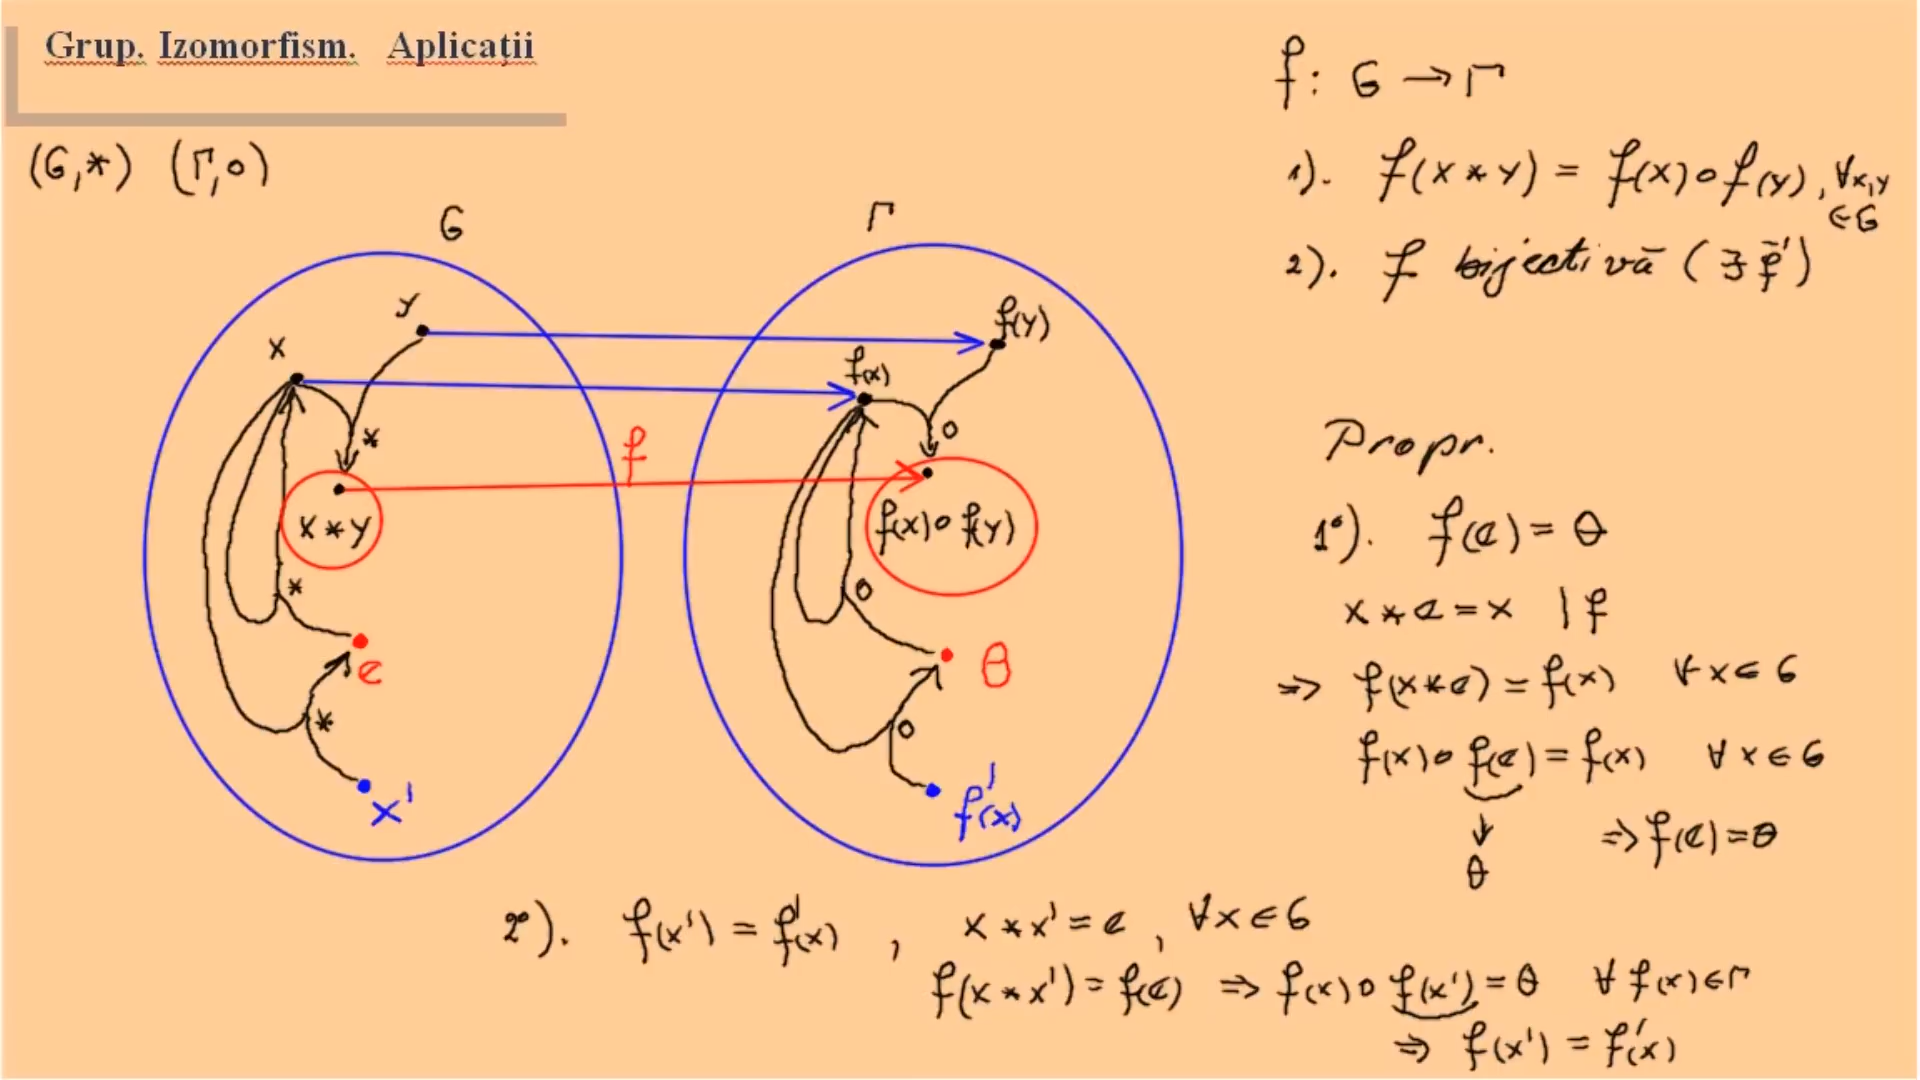 Grup. Izomorfism. Aplicații
(G,*) (Γ,∘)
f: G → Γ
1). f(x * y) = f(x) ∘ f(y), ∀x,y ∈ G
2). f bijectivă (∃ f⁻¹)
G
Γ
y
f(y)
x
f(x)
*
∘
f
x * y
f(x) ∘ f(y)
*
∘
e
θ
*
∘
x'
f'(x)
Propr.
1°). f(e) = θ
x * e = x | f
=> f(x * e) = f(x) ∀ x ∈ G
f(x) ∘ f(e) = f(x) ∀ x ∈ G
↓
θ
=> f(e) = θ
2°). f(x') = f'(x) , x * x' = e , ∀x ∈ G
f(x * x') = f(e) => f(x) ∘ f(x') = θ ∀ f(x) ∈ Γ
=> f(x') = f'(x)